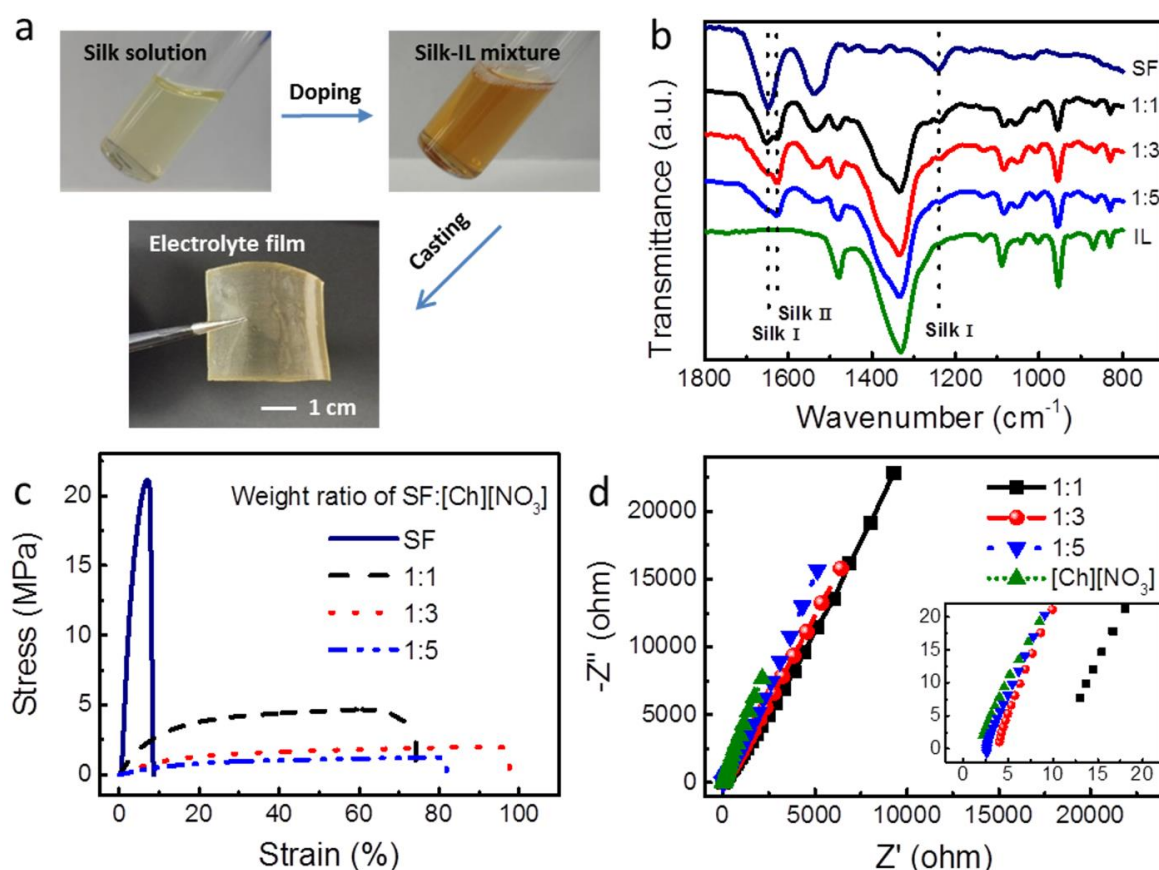 a
Silk solution
Doping
Silk-IL mixture
Casting
Electrolyte film
1 cm
b
Transmittance (a.u.)
SF
1:1
1:3
1:5
IL
Silk II
Silk I
Silk I
1800 1600 1400 1200 1000 800
Wavenumber (cm⁻¹)
c
Stress (MPa)
20
15
10
5
0
Weight ratio of SF:[Ch][NO₃]
SF
1:1
1:3
1:5
0 20 40 60 80 100
Strain (%)
d
-Z'' (ohm)
20000
15000
10000
5000
0
1:1
1:3
1:5
[Ch][NO₃]
20
15
10
5
0
0 5 10 15 20
0 5000 10000 15000 20000
Z' (ohm)